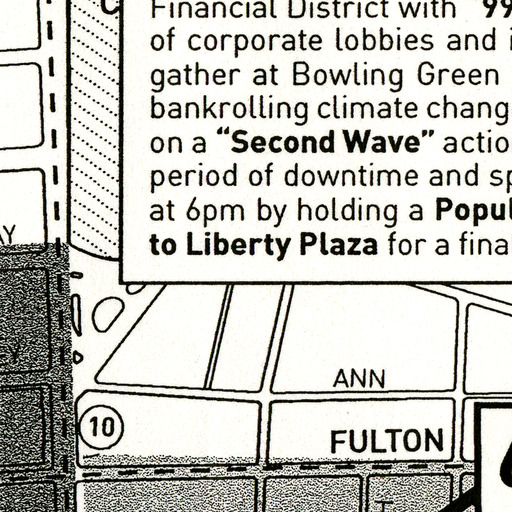 Financial District with "99
of corporate lobbies and i
gather at Bowling Green
bankrolling climate chang
on a “Second Wave” actio
period of downtime and sp
at 6pm by holding a Popul
to Liberty Plaza for a fina
ANN
10
FULTON